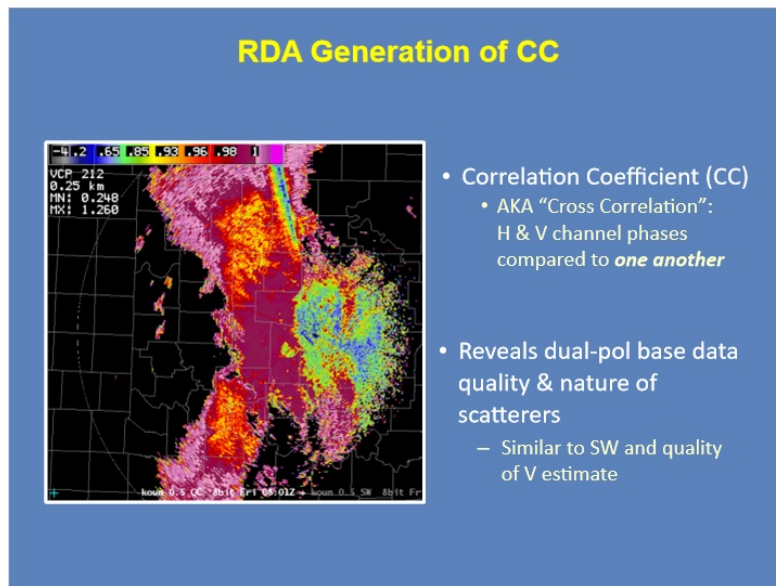 RDA Generation of CC
-4 .2 .65 .85 .93 .96 .98 1
VCP 212
0.25 km
MN: 0.248
MX: 1.260
koun 0.5 CC 8bit Fri 08:01Z + koun 0.5 SW 8bit Fr
• Correlation Coefficient (CC)
• AKA “Cross Correlation”:
H & V channel phases
compared to one another
• Reveals dual-pol base data
quality & nature of
scatterers
– Similar to SW and quality
of V estimate